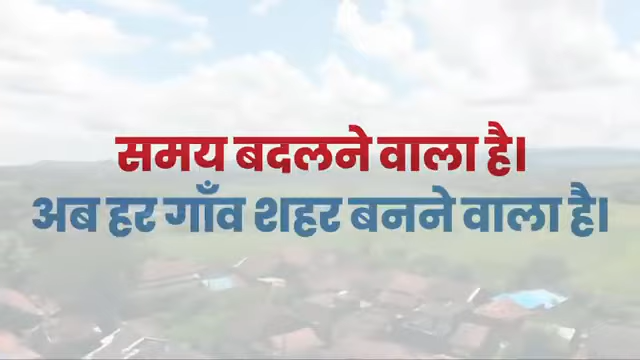 समय बदलने वाला है।
अब हर गाँव शहर बनने वाला है।